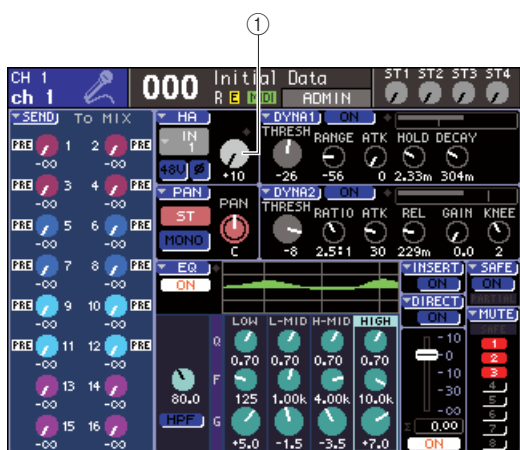 ①
CH 1
ch 1
000
Initial Data
R E MIDI ADMIN
ST1 ST2 ST3 ST4
SEND To MIX
PRE 1 2 PRE
-∞ -∞
PRE 3 4 PRE
-∞ -∞
PRE 5 6 PRE
-∞ -∞
PRE 7 8 PRE
-∞ -∞
PRE 9 10 PRE
-∞ -∞
PRE 11 12 PRE
-∞ -∞
13 14
-∞ -∞
15 16
-∞ -∞
HA
IN
1
48V ø
+10
PAN
ST
MONO
PAN
C
DYNA1 ON
THRESH RANGE ATK HOLD DECAY
-26 -56 0 2.33m 304m
DYNA2 ON
THRESH RATIO ATK REL GAIN KNEE
-8 2.5:1 30 229m 0.0 2
EQ
ON
LOW L-MID H-MID HIGH
Q 0.70 0.70 0.70 0.70
80.0
F 125 1.00k 4.00k 10.0k
HPF
G +5.0 -1.5 -3.5 +7.0
INSERT
ON
DIRECT
ON
10
0
-10
-30
-∞
Σ 0.00
ON
SAFE
ON
PARTIAL
MUTE
SAFE
1
2
3
4
5
6
7
8